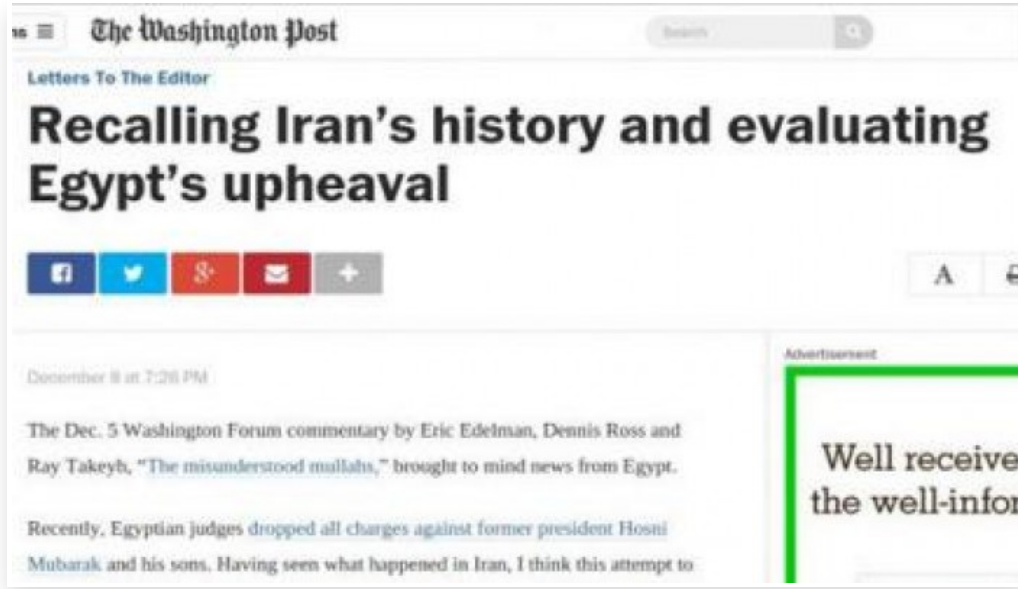 ns
The Washington Post
Search
Letters To The Editor
Recalling Iran's history and evaluating
Egypt's upheaval
A
December 8 at 7:26 PM
Advertisement
The Dec. 5 Washington Forum commentary by Eric Edelman, Dennis Ross and
Ray Takeyh, “The misunderstood mullahs,” brought to mind news from Egypt.
Recently, Egyptian judges dropped all charges against former president Hosni
Mubarak and his sons. Having seen what happened in Iran, I think this attempt to
Well receive
the well-infor